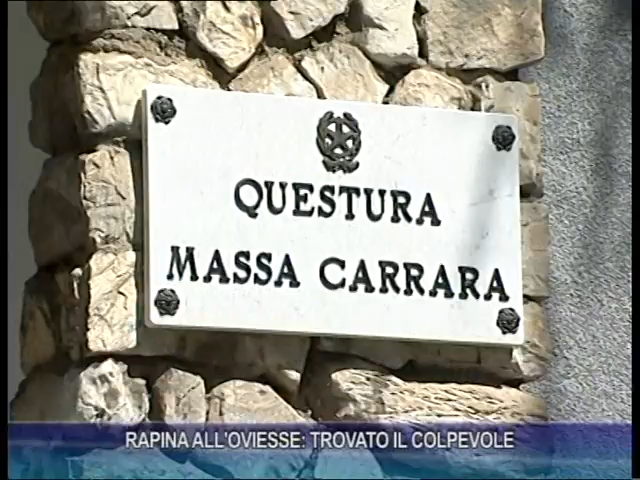 QUESTURA
MASSA CARRARA
RAPINA ALL'OVIESSE: TROVATO IL COLPEVOLE